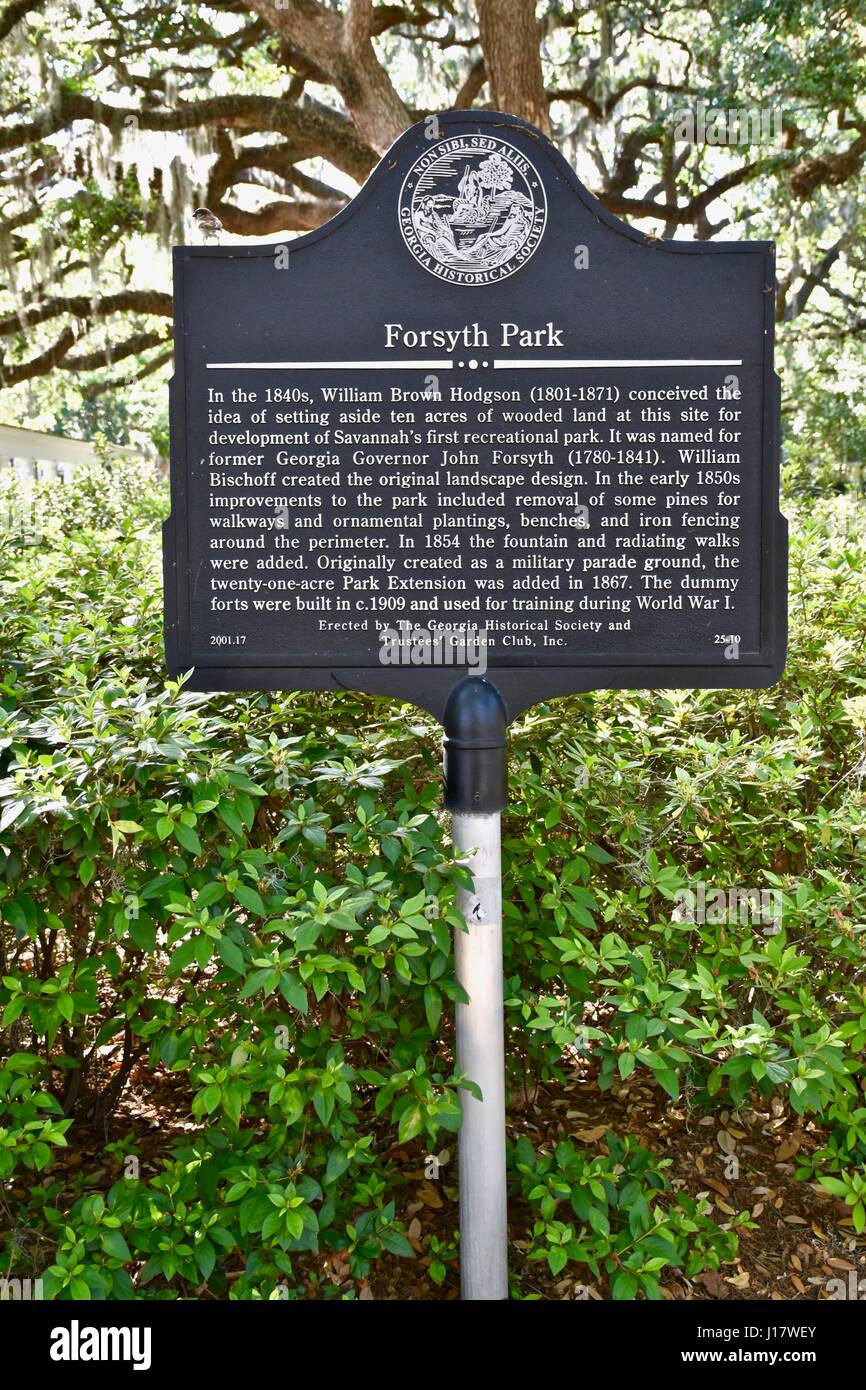 NON SIBI, SED ALIIS.
GEORGIA HISTORICAL SOCIETY
Forsyth Park
In the 1840s, William Brown Hodgson (1801-1871) conceived the
idea of setting aside ten acres of wooded land at this site for
development of Savannah's first recreational park. It was named for
former Georgia Governor John Forsyth (1780-1841). William
Bischoff created the original landscape design. In the early 1850s
improvements to the park included removal of some pines for
walkways and ornamental plantings, benches, and iron fencing
around the perimeter. In 1854 the fountain and radiating walks
were added. Originally created as a military parade ground, the
twenty-one-acre Park Extension was added in 1867. The dummy
forts were built in c.1909 and used for training during World War I.
Erected by The Georgia Historical Society and
Trustees' Garden Club, Inc.
2001.17
25-10
alamy
a
alamy
Image ID: J17WEY
www.alamy.com